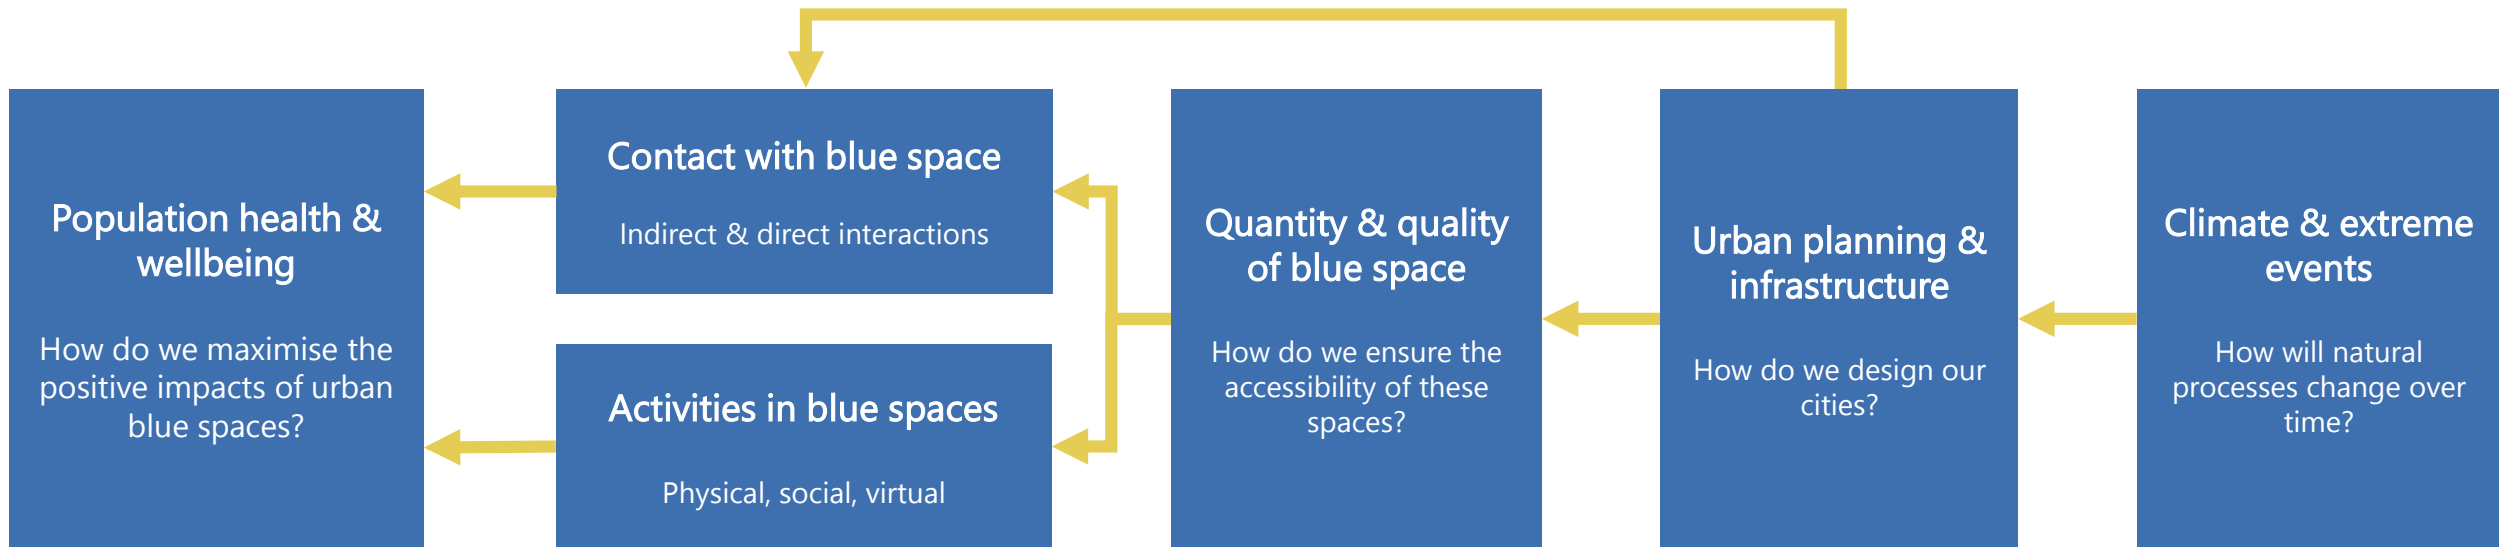 Population health &
wellbeing
How do we maximise the
positive impacts of urban
blue spaces?
Contact with blue space
Indirect & direct interactions
Activities in blue spaces
Physical, social, virtual
Quantity & quality
of blue space
How do we ensure the
accessibility of these
spaces?
Urban planning &
infrastructure
How do we design our
cities?
Climate & extreme
events
How will natural
processes change over
time?